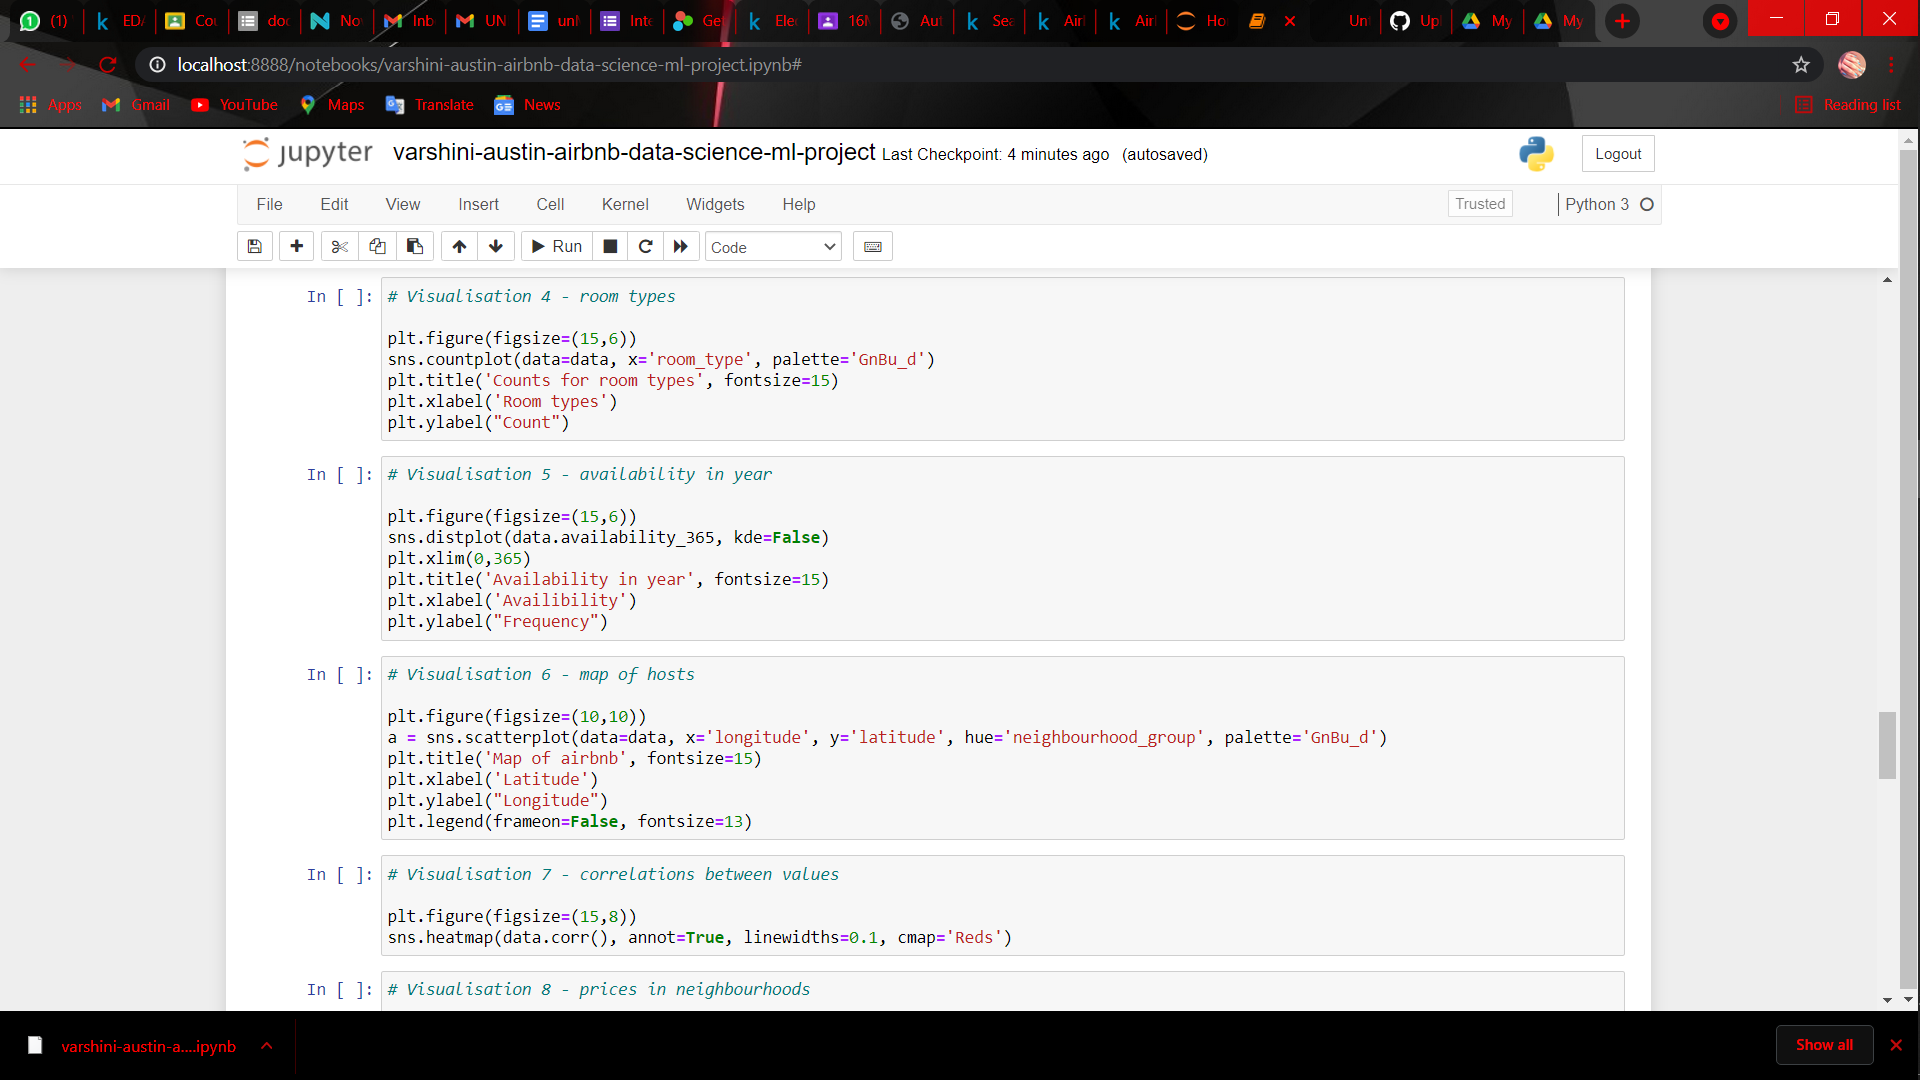 (1) ED/ Cou doc No Inb UN unt Inte Get Elec 16M Aut Sea Airl Airl Ho Unt Upl My My
localhost:8888/notebooks/varshini-austin-airbnb-data-science-ml-project.ipynb#
Apps Gmail YouTube Maps Translate News Reading list
jupyter varshini-austin-airbnb-data-science-ml-project Last Checkpoint: 4 minutes ago (autosaved) Logout
File Edit View Insert Cell Kernel Widgets Help Trusted Python 3
Run Code
In [ ]: # Visualisation 4 - room types
plt.figure(figsize=(15,6))
sns.countplot(data=data, x='room_type', palette='GnBu_d')
plt.title('Counts for room types', fontsize=15)
plt.xlabel('Room types')
plt.ylabel("Count")
In [ ]: # Visualisation 5 - availability in year
plt.figure(figsize=(15,6))
sns.distplot(data.availability_365, kde=False)
plt.xlim(0,365)
plt.title('Availability in year', fontsize=15)
plt.xlabel('Availibility')
plt.ylabel("Frequency")
In [ ]: # Visualisation 6 - map of hosts
plt.figure(figsize=(10,10))
a = sns.scatterplot(data=data, x='longitude', y='latitude', hue='neighbourhood_group', palette='GnBu_d')
plt.title('Map of airbnb', fontsize=15)
plt.xlabel('Latitude')
plt.ylabel("Longitude")
plt.legend(frameon=False, fontsize=13)
In [ ]: # Visualisation 7 - correlations between values
plt.figure(figsize=(15,8))
sns.heatmap(data.corr(), annot=True, linewidths=0.1, cmap='Reds')
In [ ]: # Visualisation 8 - prices in neighbourhoods
varshini-austin-a....ipynb Show all